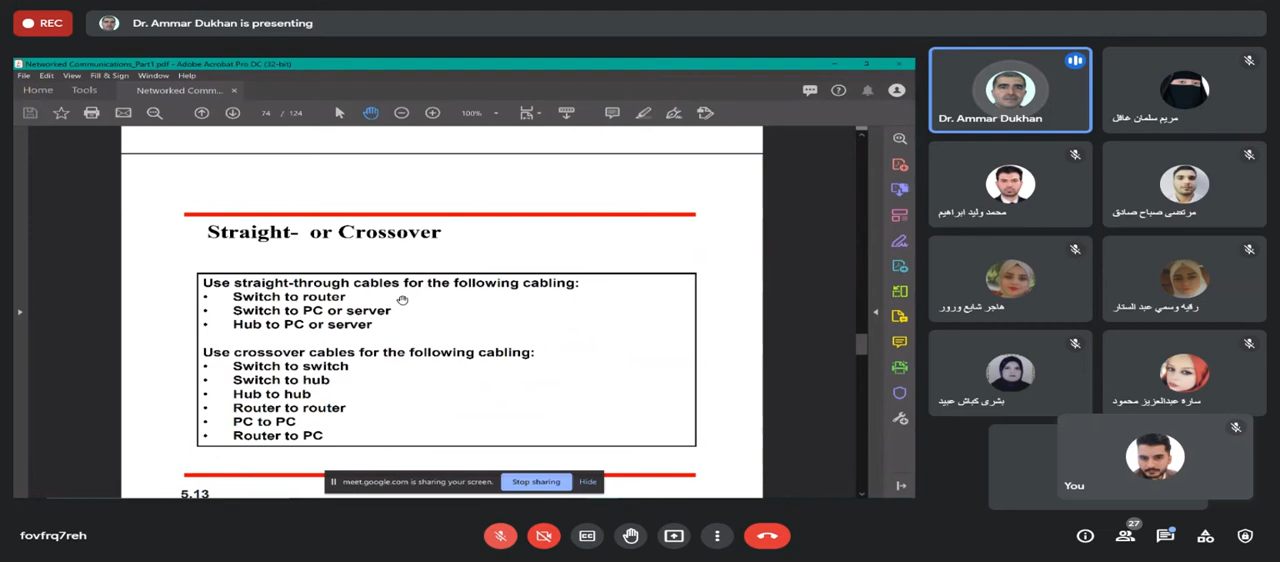 REC
Dr. Ammar Dukhan is presenting
Networked Communications_Part1.pdf - Adobe Acrobat Pro DC (32-bit)
File Edit View Fill & Sign Window Help
Home Tools Networked Comm... ×
74 / 124 100%
Straight- or Crossover
Use straight-through cables for the following cabling:
• Switch to router
• Switch to PC or server
• Hub to PC or server
Use crossover cables for the following cabling:
• Switch to switch
• Switch to hub
• Hub to hub
• Router to router
• PC to PC
• Router to PC
5.13
meet.google.com is sharing your screen. Stop sharing Hide
Dr. Ammar Dukhan
مريم سلمان عاقل
محمد وليد ابراهيم
مرتضى صباح صادق
هاجر شايع ورور
رقيه وسمي عبد الستار
بشرى كباش عبيد
ساره عبدالعزيز محمود
You
fovfrq7reh
27